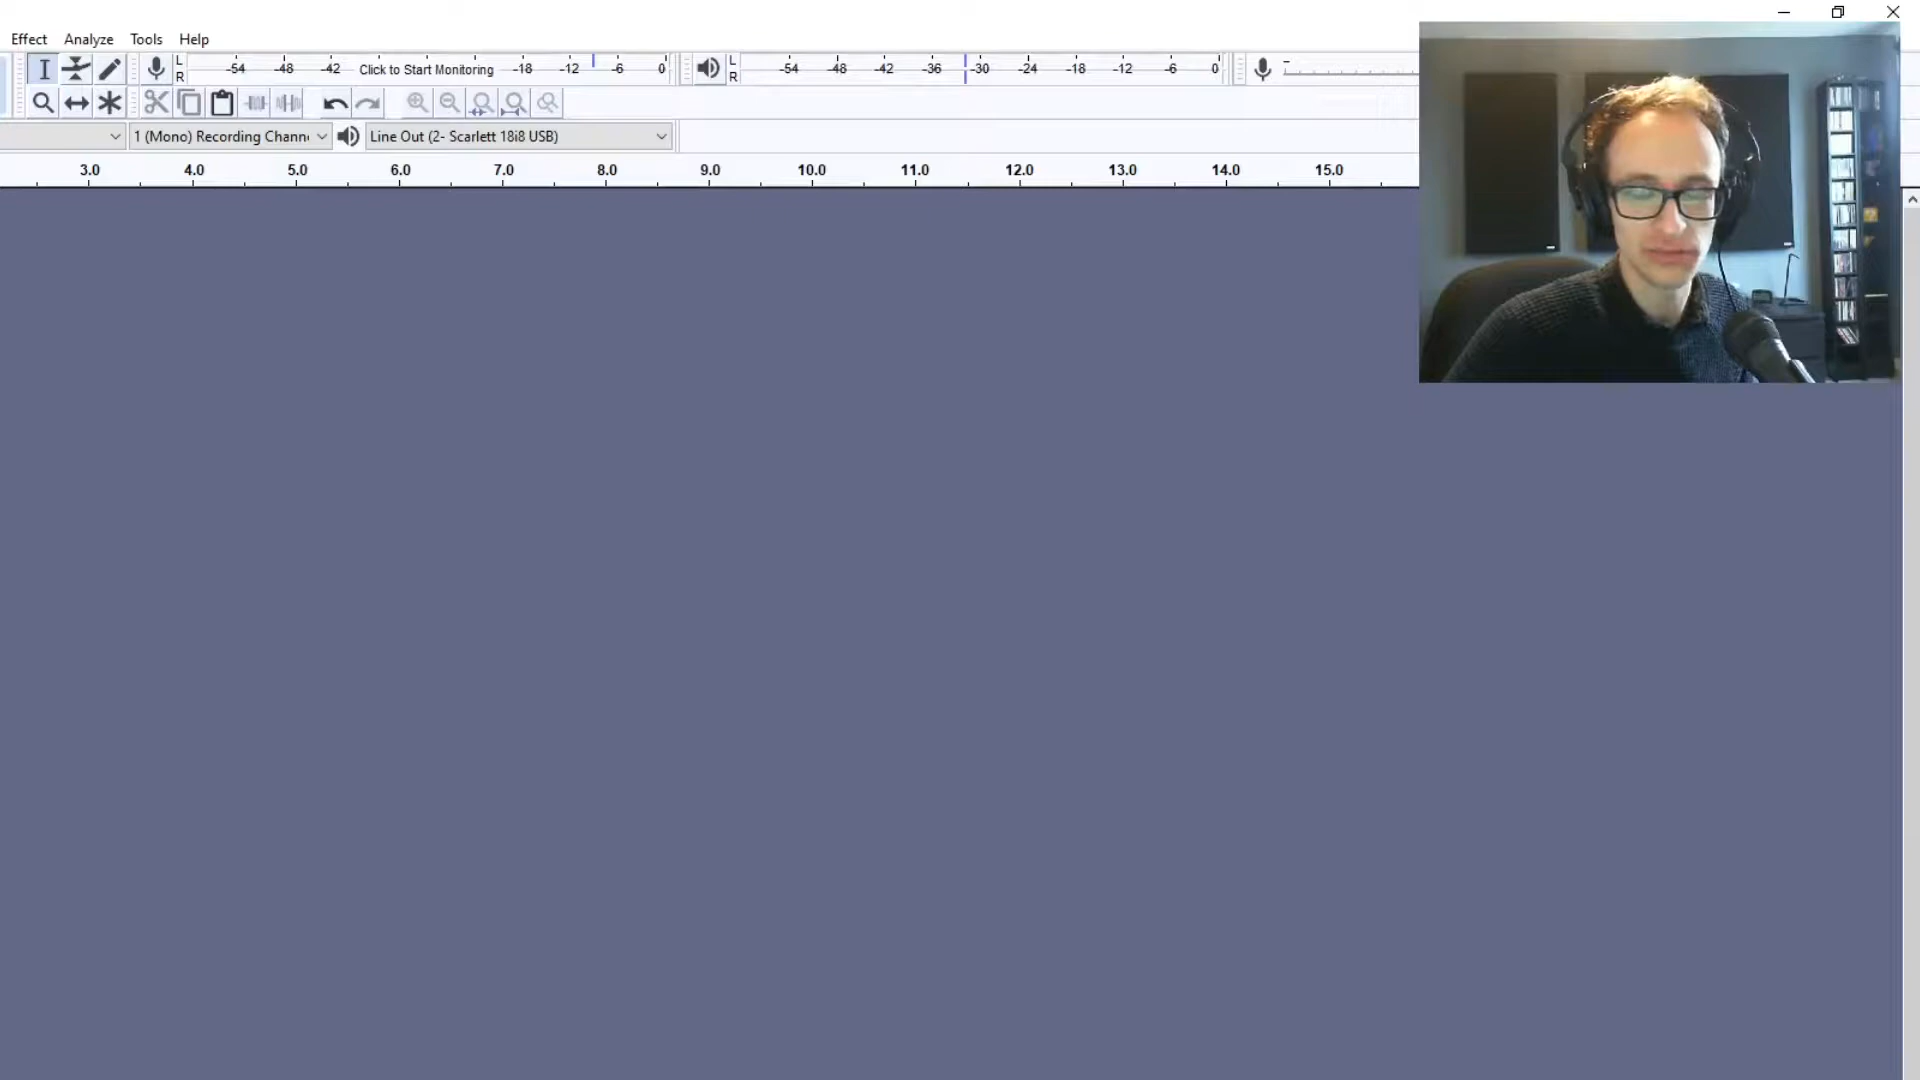 Effect Analyze Tools Help
L
R
-54 -48 -42 Click to Start Monitoring -18 -12 -6 0
L
R
-54 -48 -42 -36 -30 -24 -18 -12 -6 0
1 (Mono) Recording Chann
Line Out (2- Scarlett 18i8 USB)
3.0 4.0 5.0 6.0 7.0 8.0 9.0 10.0 11.0 12.0 13.0 14.0 15.0